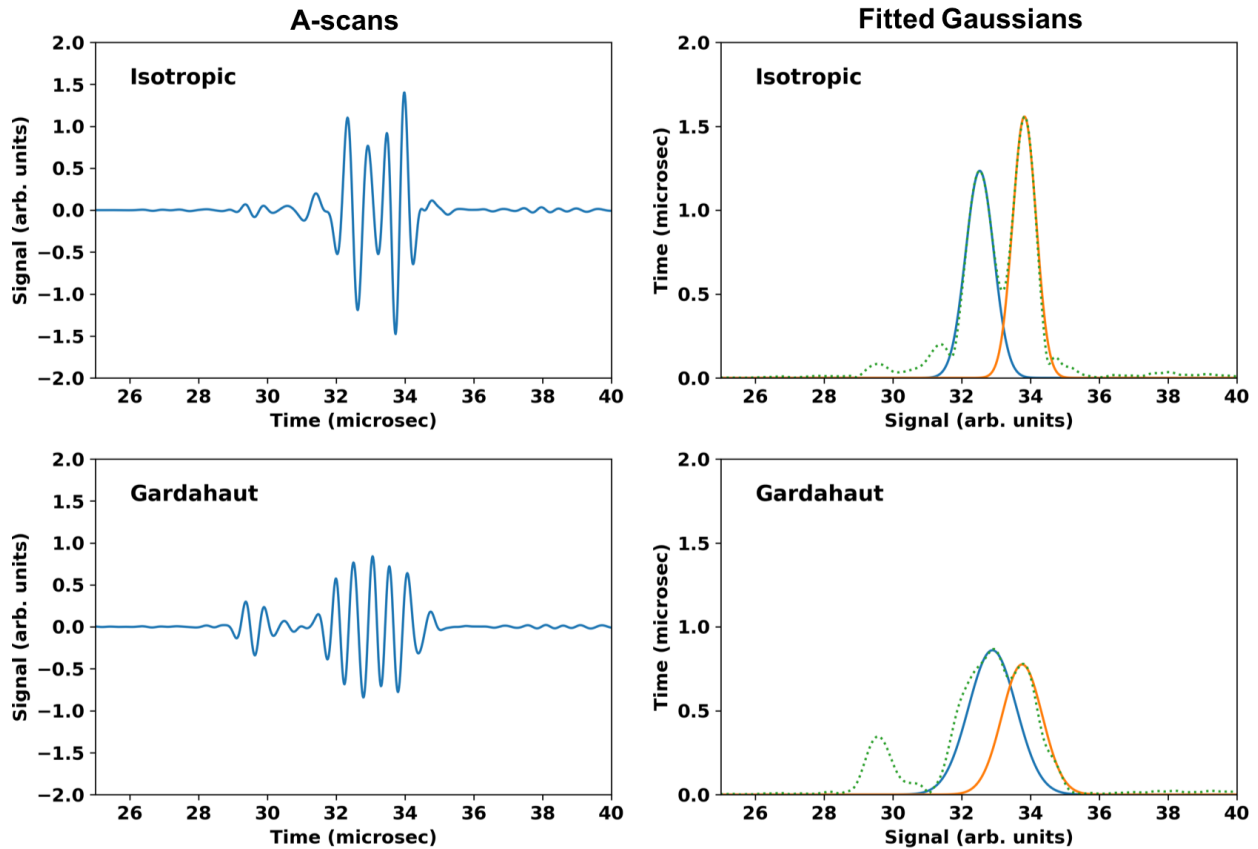 A-scans
Fitted Gaussians
2.0
1.5
1.0
0.5
0.0
−0.5
−1.0
−1.5
−2.0
Signal (arb. units)
Isotropic
26 28 30 32 34 36 38 40
Time (microsec)
2.0
1.5
1.0
0.5
0.0
Time (microsec)
Isotropic
26 28 30 32 34 36 38 40
Signal (arb. units)
2.0
1.5
1.0
0.5
0.0
−0.5
−1.0
−1.5
−2.0
Signal (arb. units)
Gardahaut
26 28 30 32 34 36 38 40
Time (microsec)
2.0
1.5
1.0
0.5
0.0
Time (microsec)
Gardahaut
26 28 30 32 34 36 38 40
Signal (arb. units)